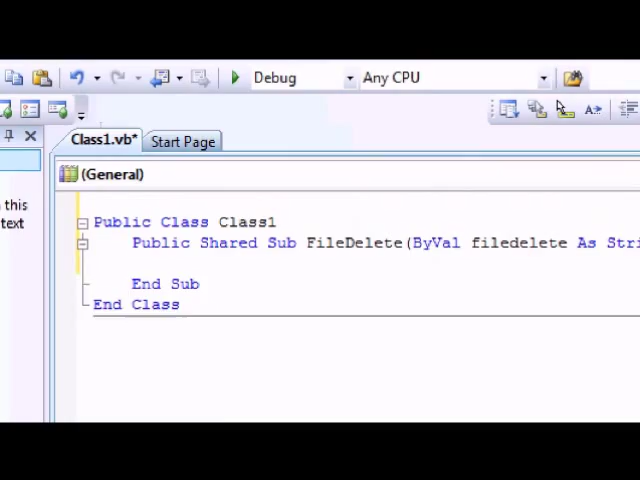 Debug Any CPU
Class1.vb* Start Page
(General)
this
text
Public Class Class1
Public Shared Sub FileDelete(ByVal filedelete As Stri
End Sub
End Class